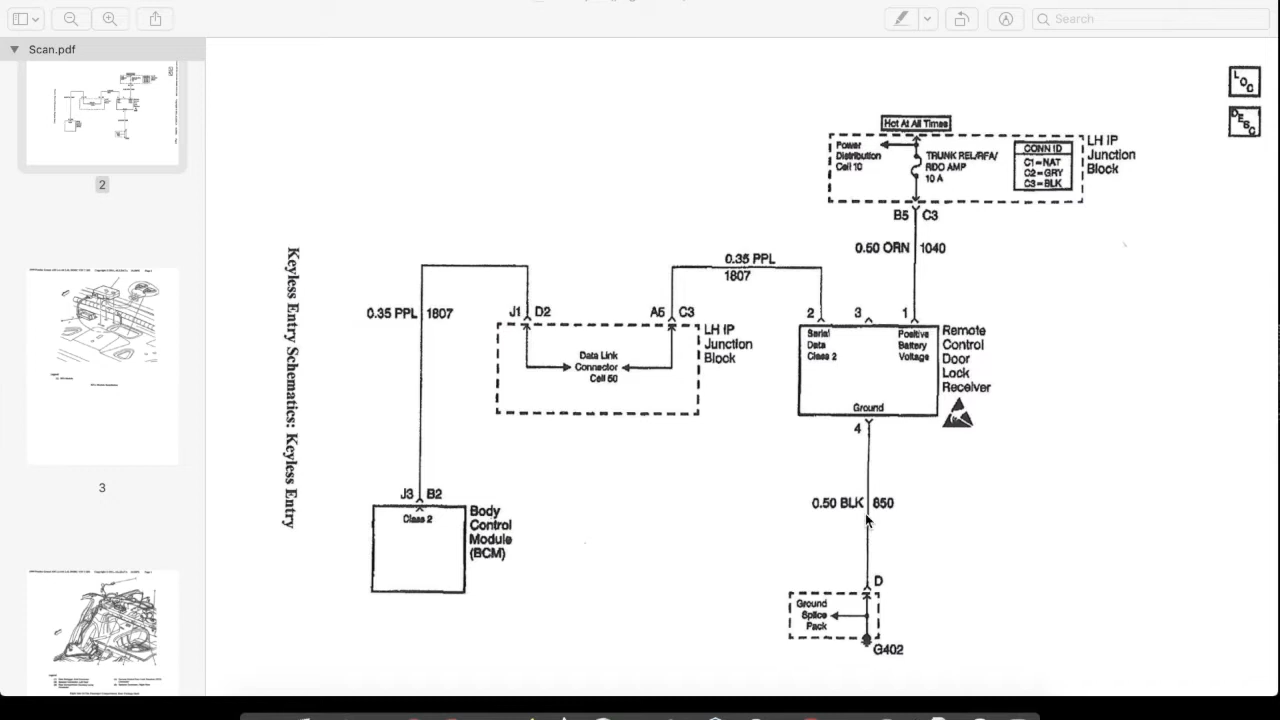 Search
Scan.pdf
2
3
LOC
DESC
Hot At All Times
Power
Distribution
Cell 10
TRUNK REL/RFA/
RDO AMP
10 A
CONN ID
C1=NAT
C2=GRY
C3=BLK
LH IP
Junction
Block
B5 C3
0.50 ORN 1040
0.35 PPL
1807
0.35 PPL 1807
J1 D2
A5 C3
LH IP
Junction
Block
Data Link
Connector
Cell 50
2 3 1
Serial
Data
Class 2
Positive
Battery
Voltage
Ground
Remote
Control
Door
Lock
Receiver
4
Keyless Entry Schematics: Keyless Entry
J3 B2
Class 2
Body
Control
Module
(BCM)
0.50 BLK 650
D
Ground
Splice
Pack
G402